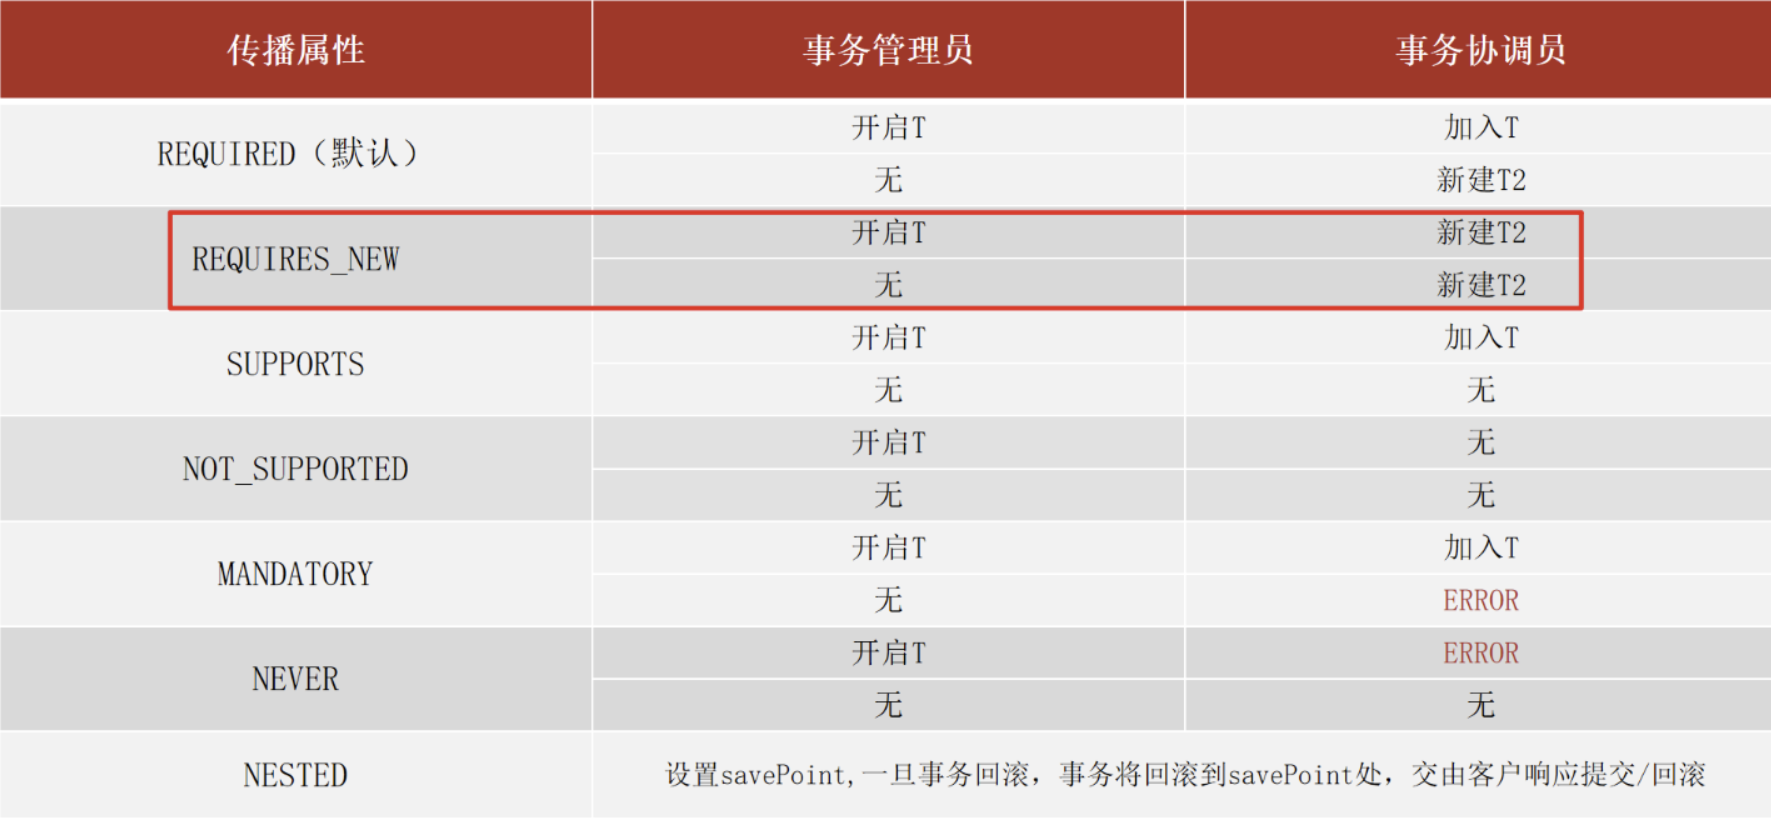 传播属性 事务管理员 事务协调员
REQUIRED（默认） 开启T 加入T
无 新建T2
REQUIRES_NEW 开启T 新建T2
无 新建T2
SUPPORTS 开启T 加入T
无 无
NOT_SUPPORTED 开启T 无
无 无
MANDATORY 开启T 加入T
无 ERROR
NEVER 开启T ERROR
无 无
NESTED 设置savePoint,一旦事务回滚，事务将回滚到savePoint处，交由客户响应提交/回滚